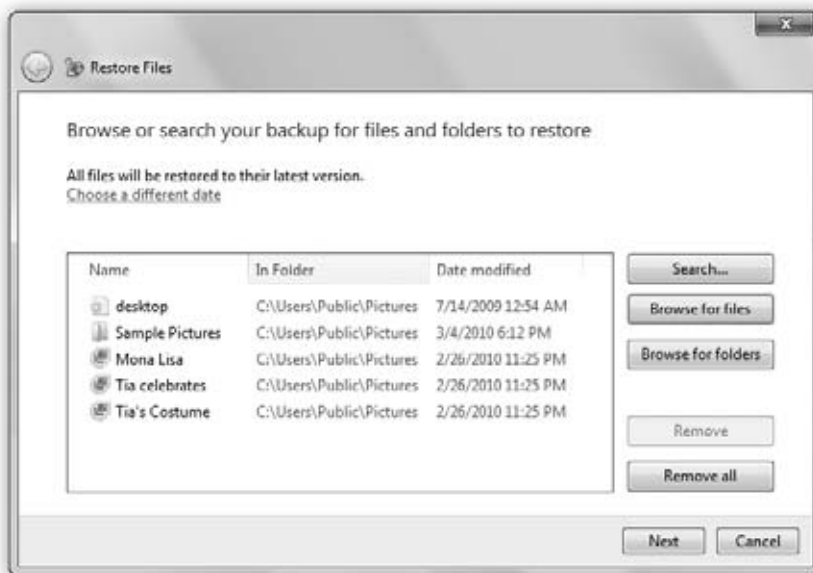 Restore Files
Browse or search your backup for files and folders to restore
All files will be restored to their latest version.
Choose a different date
Name In Folder Date modified
desktop C:\Users\Public\Pictures 7/14/2009 12:54 AM
Sample Pictures C:\Users\Public\Pictures 3/4/2010 6:12 PM
Mona Lisa C:\Users\Public\Pictures 2/26/2010 11:25 PM
Tia celebrates C:\Users\Public\Pictures 2/26/2010 11:25 PM
Tia's Costume C:\Users\Public\Pictures 2/26/2010 11:25 PM
Search...
Browse for files
Browse for folders
Remove
Remove all
Next Cancel